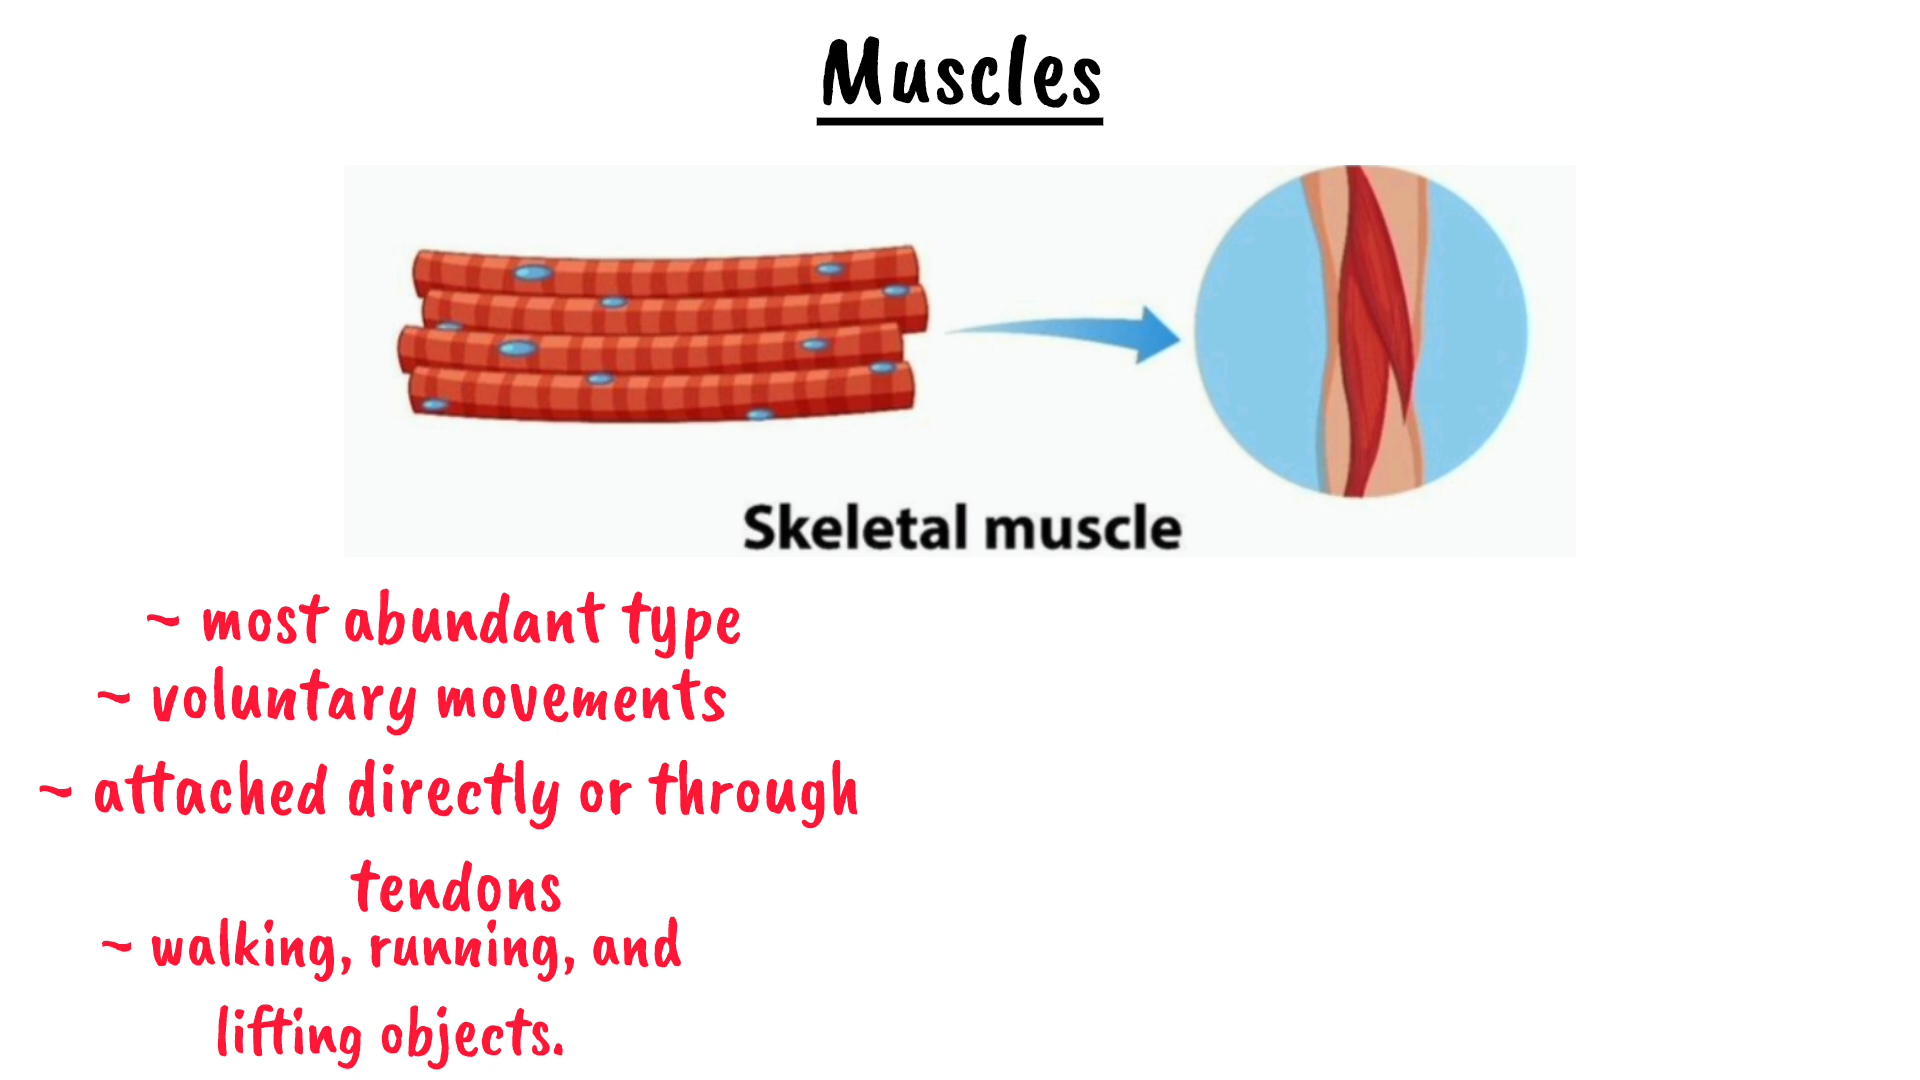 Muscles
Skeletal muscle
~ most abundant type
~ voluntary movements
~ attached directly or through
tendons
~ walking, running, and
lifting objects.